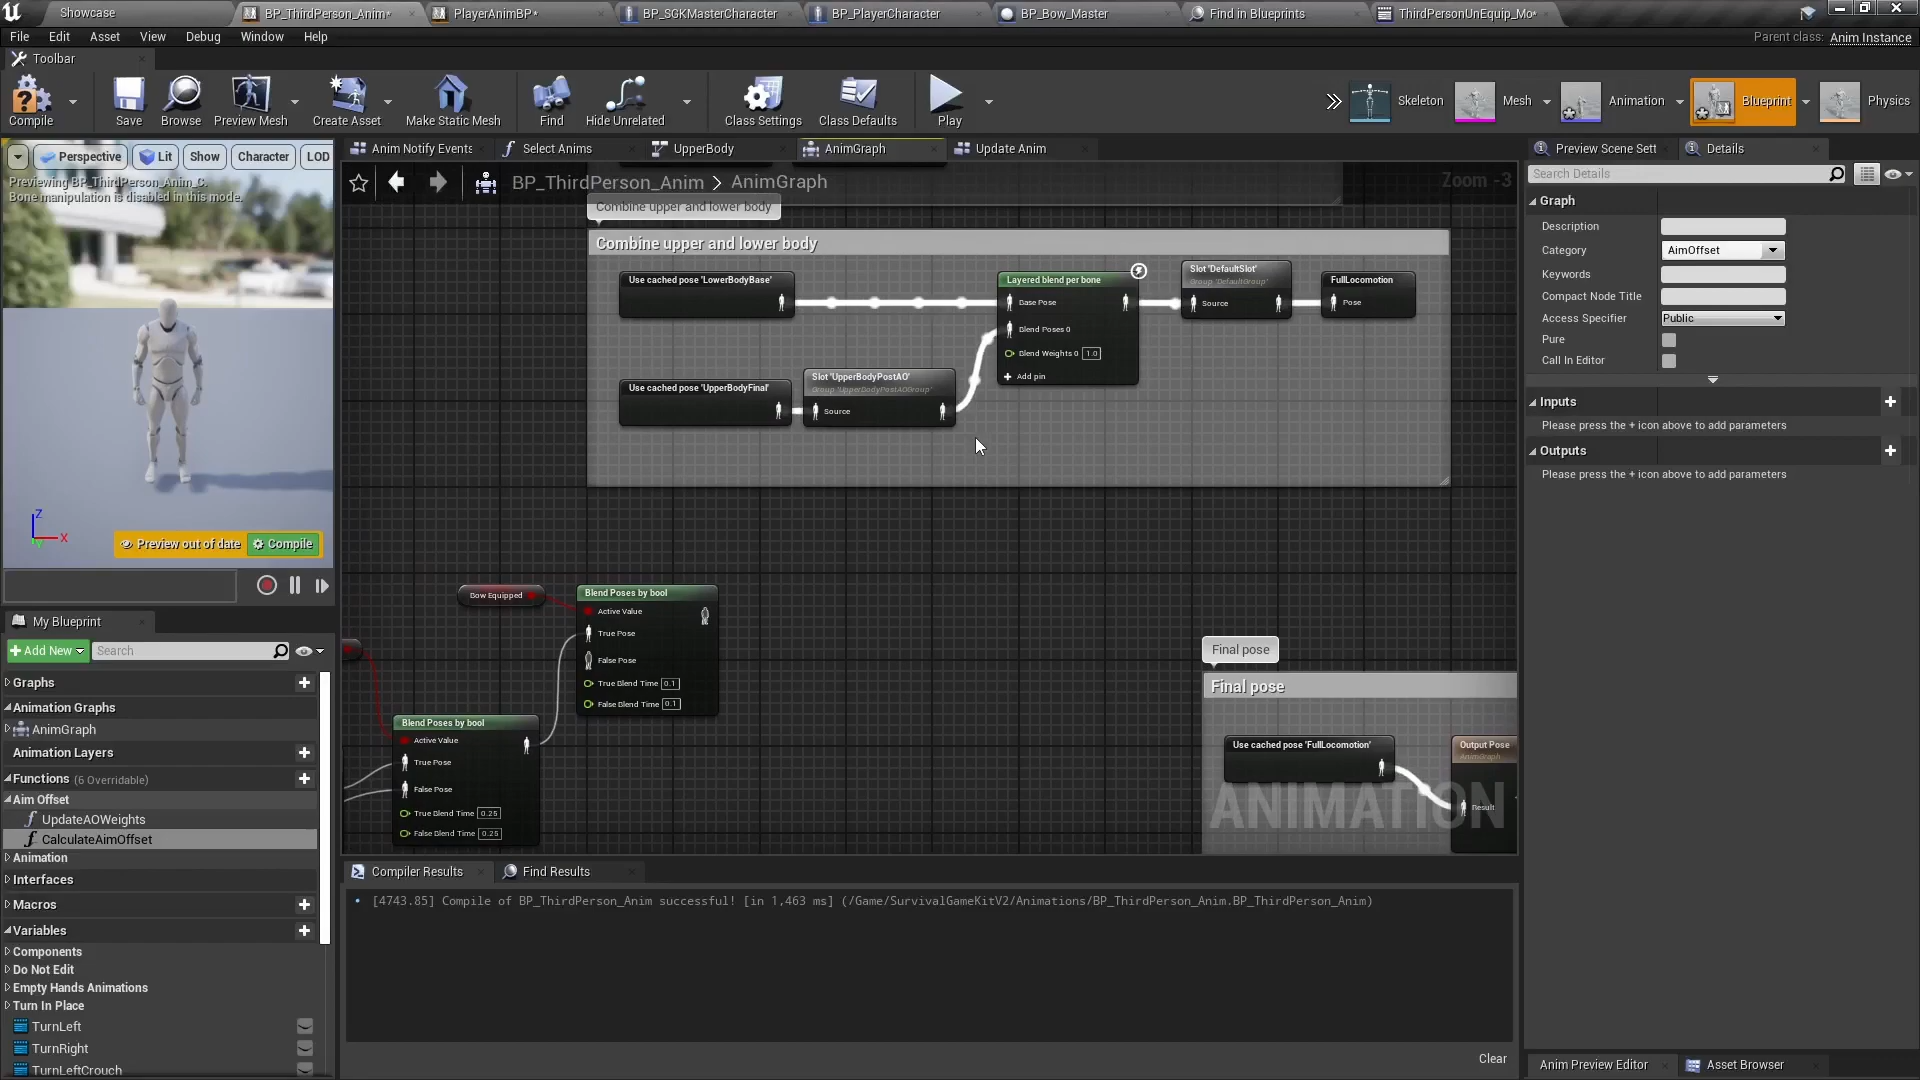 Showcase
BP_ThirdPerson_Anim*
PlayerAnimBP*
BP_SGKMasterCharacter
BP_PlayerCharacter
BP_Bow_Master
Find in Blueprints
ThirdPersonUnEquip_Mo*
File
Edit
Asset
View
Debug
Window
Help
Parent class: Anim Instance
Toolbar
Compile
Save
Browse
Preview Mesh
Create Asset
Make Static Mesh
Find
Hide Unrelated
Class Settings
Class Defaults
Play
Skeleton
Mesh
Animation
Blueprint
Physics
Perspective
Lit
Show
Character
LOD
Previewing BP_ThirdPerson_Anim_C.
Bone manipulation is disabled in this mode.
Z
X
Preview out of date
Compile
Anim Notify Events
Select Anims
UpperBody
AnimGraph
Update Anim
BP_ThirdPerson_Anim > AnimGraph
Zoom -3
Combine upper and lower body
Combine upper and lower body
Use cached pose 'LowerBodyBase'
Layered blend per bone
Base Pose
Blend Poses 0
Blend Weights 0 1.0
Add pin
Slot 'DefaultSlot'
Group 'DefaultGroup'
Source
FullLocomotion
Pose
Use cached pose 'UpperBodyFinal'
Slot 'UpperBodyPostAO'
Group 'UpperBodyPostAOGroup'
Source
Bow Equipped
Blend Poses by bool
Active Value
True Pose
False Pose
True Blend Time 0.1
False Blend Time 0.1
Blend Poses by bool
Active Value
True Pose
False Pose
True Blend Time 0.25
False Blend Time 0.25
Final pose
Final pose
Use cached pose 'FullLocomotion'
Output Pose
AnimGraph
Result
ANIMATION
My Blueprint
Add New
Search
Graphs
Animation Graphs
AnimGraph
Animation Layers
Functions (6 Overridable)
Aim Offset
UpdateAOWeights
CalculateAimOffset
Animation
Interfaces
Macros
Variables
Components
Do Not Edit
Empty Hands Animations
Turn In Place
TurnLeft
TurnRight
TurnLeftCrouch
Compiler Results
Find Results
[4743.85] Compile of BP_ThirdPerson_Anim successful! [in 1,463 ms] (/Game/SurvivalGameKitV2/Animations/BP_ThirdPerson_Anim.BP_ThirdPerson_Anim)
Clear
Preview Scene Sett
Details
Search Details
Graph
Description
Category
AimOffset
Keywords
Compact Node Title
Access Specifier
Public
Pure
Call In Editor
Inputs
Please press the + icon above to add parameters
Outputs
Please press the + icon above to add parameters
Anim Preview Editor
Asset Browser